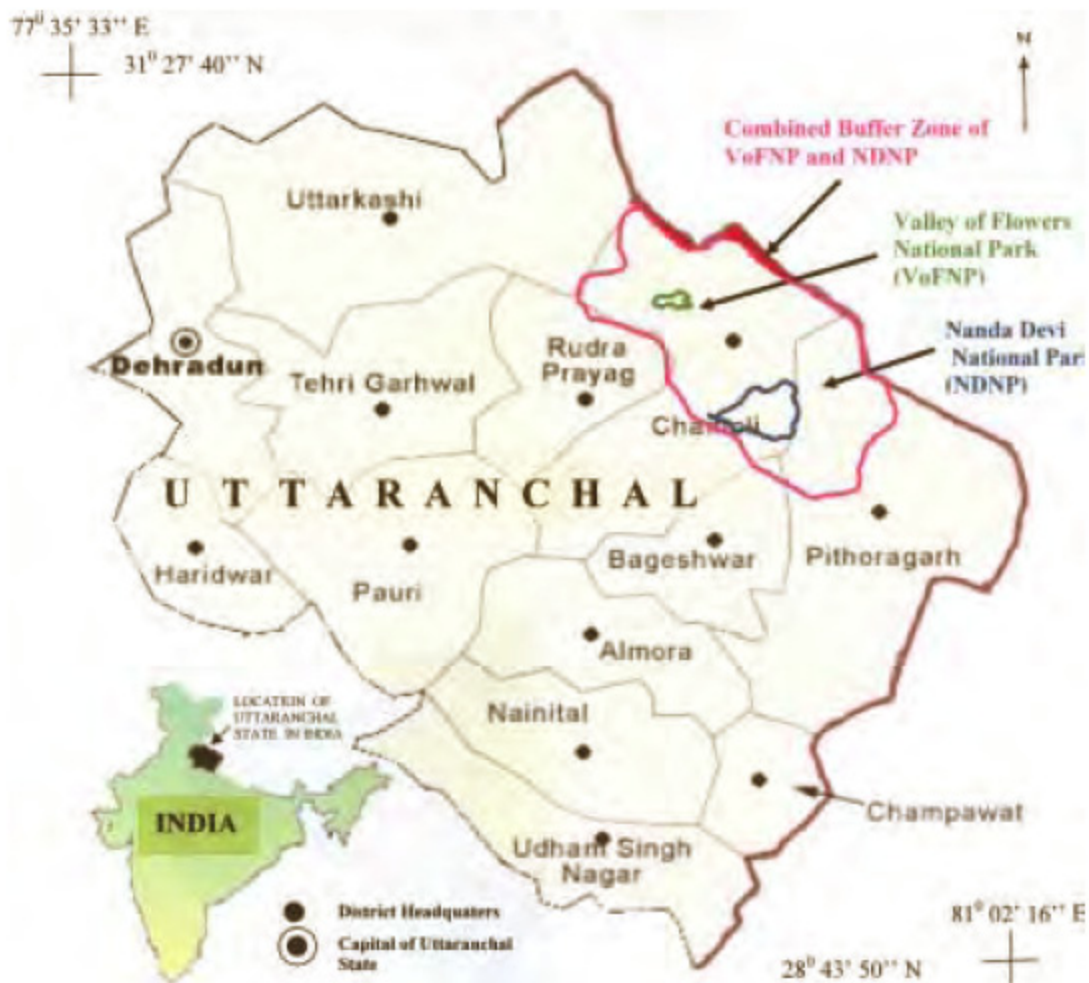 77⁰ 35' 33'' E
31⁰ 27' 40'' N
N
Combined Buffer Zone of
VoFNP and NDNP
Uttarkashi
Valley of Flowers
National Park
(VoFNP)
Nanda Devi
National Par
(NDNP)
Dehradun
Rudra
Prayag
Tehri Garhwal
Chamoli
UTTARANCHAL
Haridwar
Pauri
Bageshwar
Pithoragarh
Almora
LOCATION OF
UTTARANCHAL
STATE IN INDIA
Nainital
INDIA
Champawat
Udham Singh
Nagar
District Headquaters
Capital of Uttaranchal
State
81⁰ 02' 16'' E
28⁰ 43' 50'' N